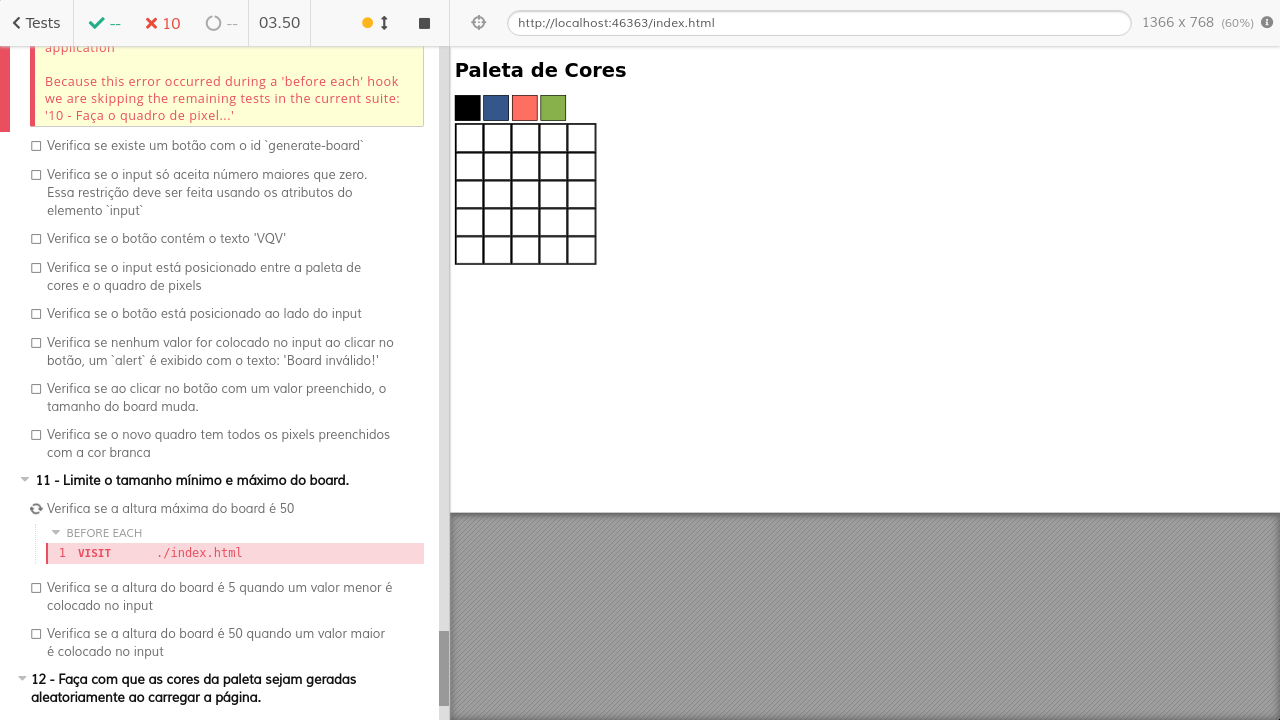 Tests
--
10
--
03.50
http://localhost:46363/index.html
1366 x 768 (60%)
application
Because this error occurred during a 'before each' hook
we are skipping the remaining tests in the current suite:
'10 - Faça o quadro de pixel...'
Verifica se existe um botão com o id `generate-board`
Verifica se o input só aceita número maiores que zero.
Essa restrição deve ser feita usando os atributos do
elemento `input`
Verifica se o botão contém o texto 'VQV'
Verifica se o input está posicionado entre a paleta de
cores e o quadro de pixels
Verifica se o botão está posicionado ao lado do input
Verifica se nenhum valor for colocado no input ao clicar no
botão, um `alert` é exibido com o texto: 'Board inválido!'
Verifica se ao clicar no botão com um valor preenchido, o
tamanho do board muda.
Verifica se o novo quadro tem todos os pixels preenchidos
com a cor branca
11 - Limite o tamanho mínimo e máximo do board.
Verifica se a altura máxima do board é 50
BEFORE EACH
1 VISIT ./index.html
Verifica se a altura do board é 5 quando um valor menor é
colocado no input
Verifica se a altura do board é 50 quando um valor maior
é colocado no input
12 - Faça com que as cores da paleta sejam geradas
aleatoriamente ao carregar a página.
Paleta de Cores